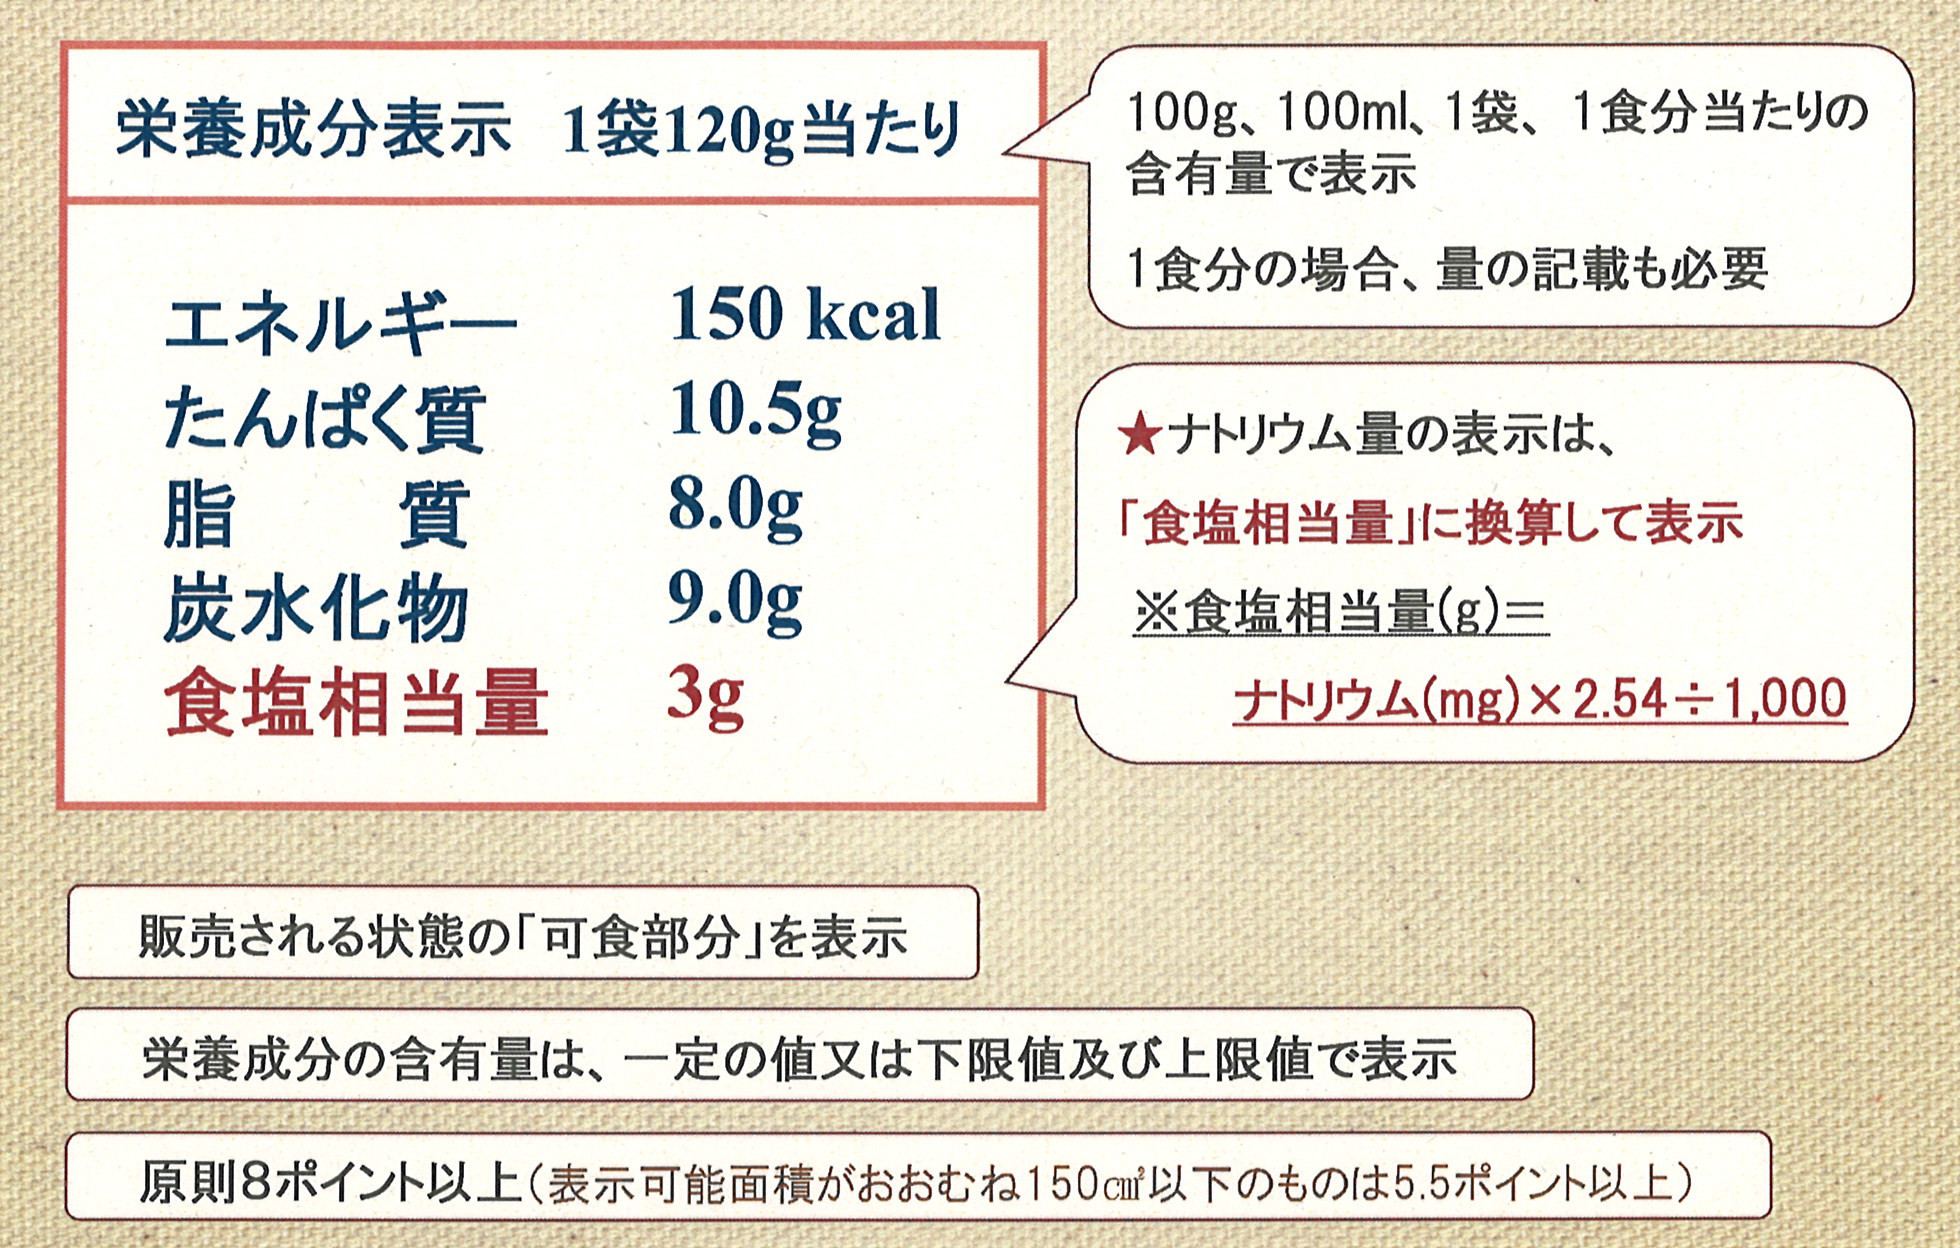 栄養成分表示 1袋120g当たり
エネルギー 150 kcal
たんぱく質 10.5g
脂 質 8.0g
炭水化物 9.0g
食塩相当量 3g
100g、100ml、1袋、1食分当たりの
含有量で表示
1食分の場合、量の記載も必要
★ナトリウム量の表示は、
「食塩相当量」に換算して表示
※食塩相当量(g)＝
ナトリウム(mg)×2.54÷1,000
販売される状態の「可食部分」を表示
栄養成分の含有量は、一定の値又は下限値及び上限値で表示
原則8ポイント以上(表示可能面積がおおむね150㎠以下のものは5.5ポイント以上)